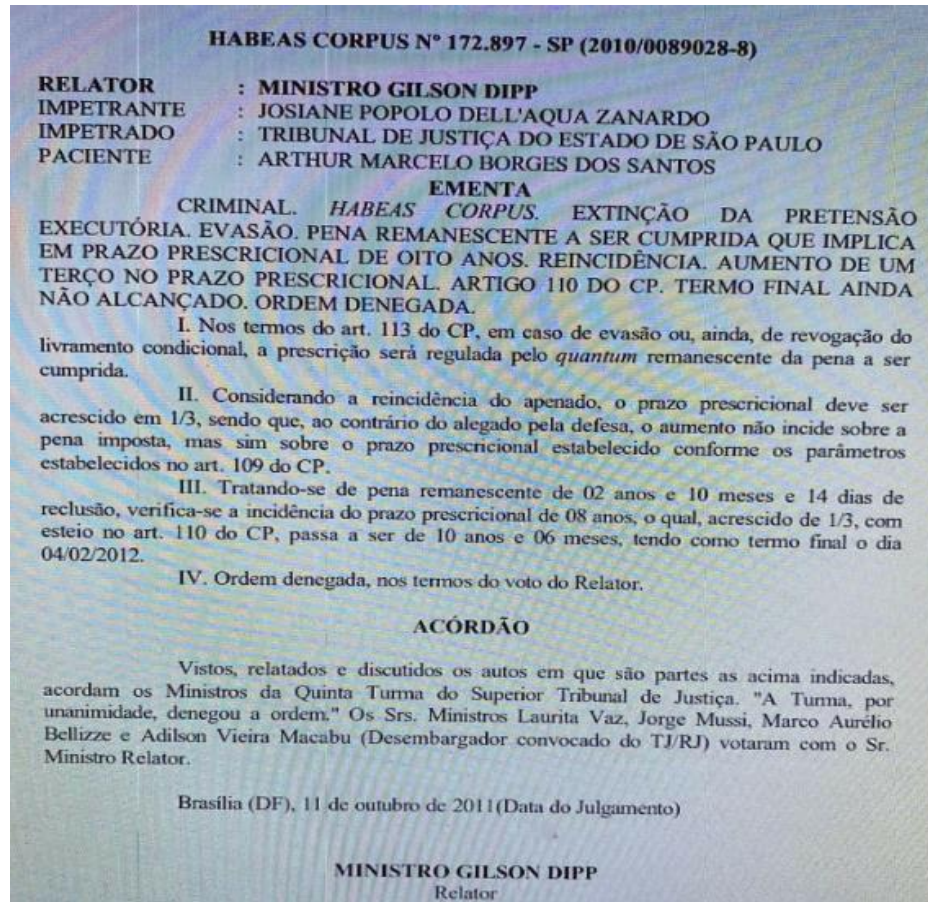 HABEAS CORPUS Nº 172.897 - SP (2010/0089028-8)
RELATOR : MINISTRO GILSON DIPP
IMPETRANTE : JOSIANE POPOLO DELL'AQUA ZANARDO
IMPETRADO : TRIBUNAL DE JUSTIÇA DO ESTADO DE SÃO PAULO
PACIENTE : ARTHUR MARCELO BORGES DOS SANTOS
EMENTA
CRIMINAL. HABEAS CORPUS. EXTINÇÃO DA PRETENSÃO
EXECUTÓRIA. EVASÃO. PENA REMANESCENTE A SER CUMPRIDA QUE IMPLICA
EM PRAZO PRESCRICIONAL DE OITO ANOS. REINCIDÊNCIA. AUMENTO DE UM
TERÇO NO PRAZO PRESCRICIONAL. ARTIGO 110 DO CP. TERMO FINAL AINDA
NÃO ALCANÇADO. ORDEM DENEGADA.
I. Nos termos do art. 113 do CP, em caso de evasão ou, ainda, de revogação do
livramento condicional, a prescrição será regulada pelo quantum remanescente da pena a ser
cumprida.
II. Considerando a reincidência do apenado, o prazo prescricional deve ser
acrescido em 1/3, sendo que, ao contrário do alegado pela defesa, o aumento não incide sobre a
pena imposta, mas sim sobre o prazo prescricional estabelecido conforme os parâmetros
estabelecidos no art. 109 do CP.
III. Tratando-se de pena remanescente de 02 anos e 10 meses e 14 dias de
reclusão, verifica-se a incidência do prazo prescricional de 08 anos, o qual, acrescido de 1/3, com
esteio no art. 110 do CP, passa a ser de 10 anos e 06 meses, tendo como termo final o dia
04/02/2012.
IV. Ordem denegada, nos termos do voto do Relator.
ACÓRDÃO
Vistos, relatados e discutidos os autos em que são partes as acima indicadas,
acordam os Ministros da Quinta Turma do Superior Tribunal de Justiça. "A Turma, por
unanimidade, denegou a ordem." Os Srs. Ministros Laurita Vaz, Jorge Mussi, Marco Aurélio
Bellizze e Adilson Vieira Macabu (Desembargador convocado do TJ/RJ) votaram com o Sr.
Ministro Relator.
Brasília (DF), 11 de outubro de 2011(Data do Julgamento)
MINISTRO GILSON DIPP
Relator